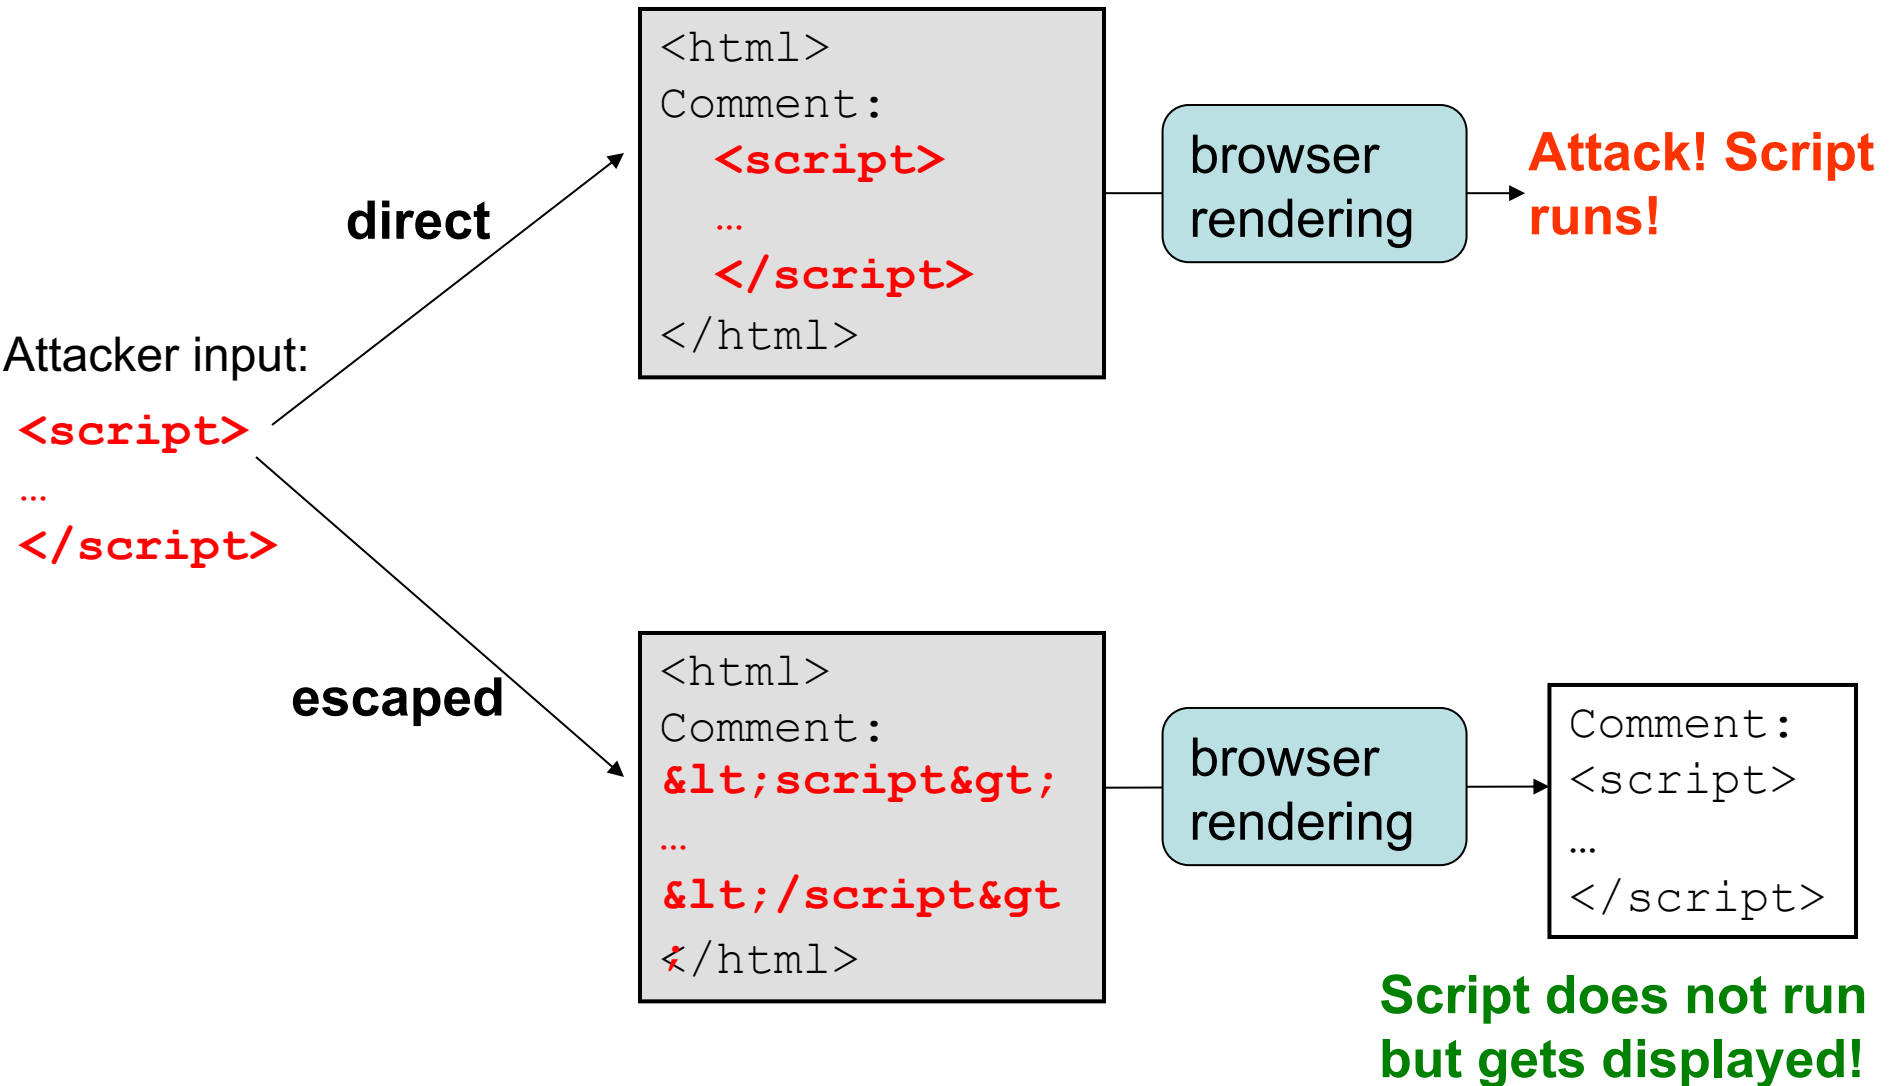 Attacker input:
<script>
…
</script>
direct
<html>
Comment:
<script>
…
</script>
</html>
browser
rendering
Attack! Script
runs!
escaped
<html>
Comment:
&lt;script&gt;
…
&lt;/script&gt
;
</html>
browser
rendering
Comment:
<script>
…
</script>
Script does not run
but gets displayed!